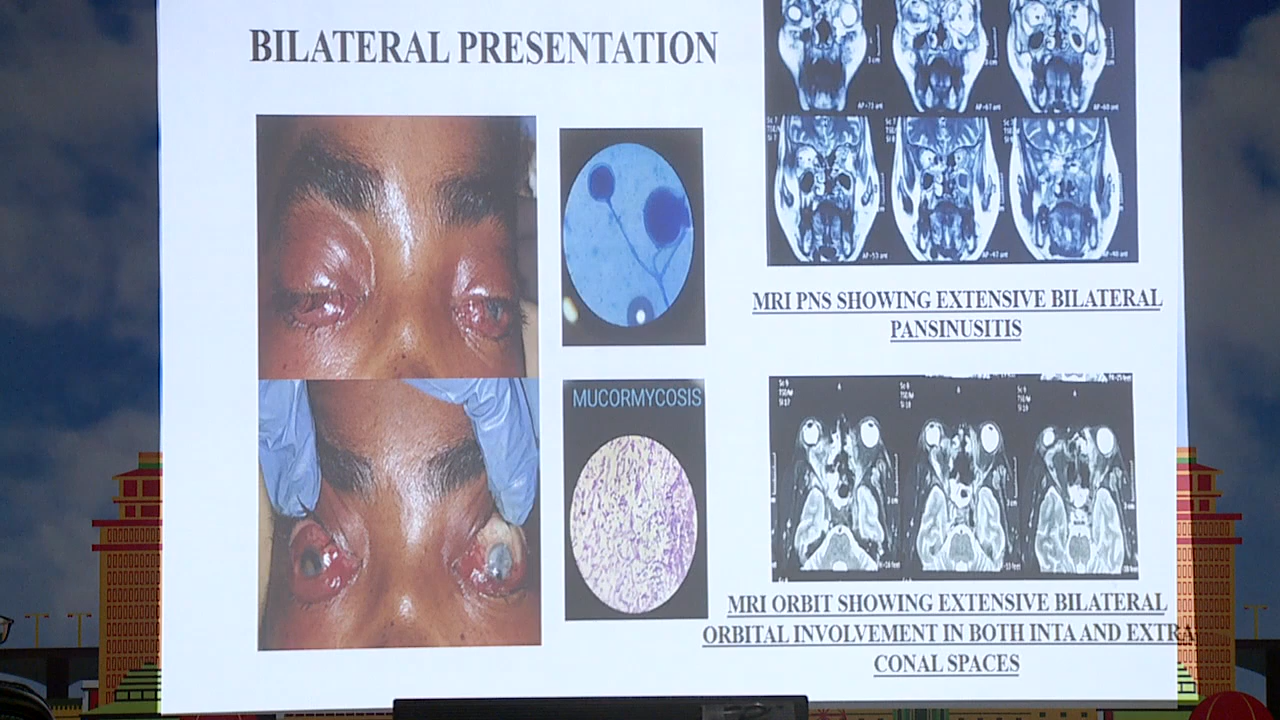 BILATERAL PRESENTATION
MUCORMYCOSIS
MRI PNS SHOWING EXTENSIVE BILATERAL
PANSINUSITIS
MRI ORBIT SHOWING EXTENSIVE BILATERAL
ORBITAL INVOLVEMENT IN BOTH INTA AND EXTRA
CONAL SPACES